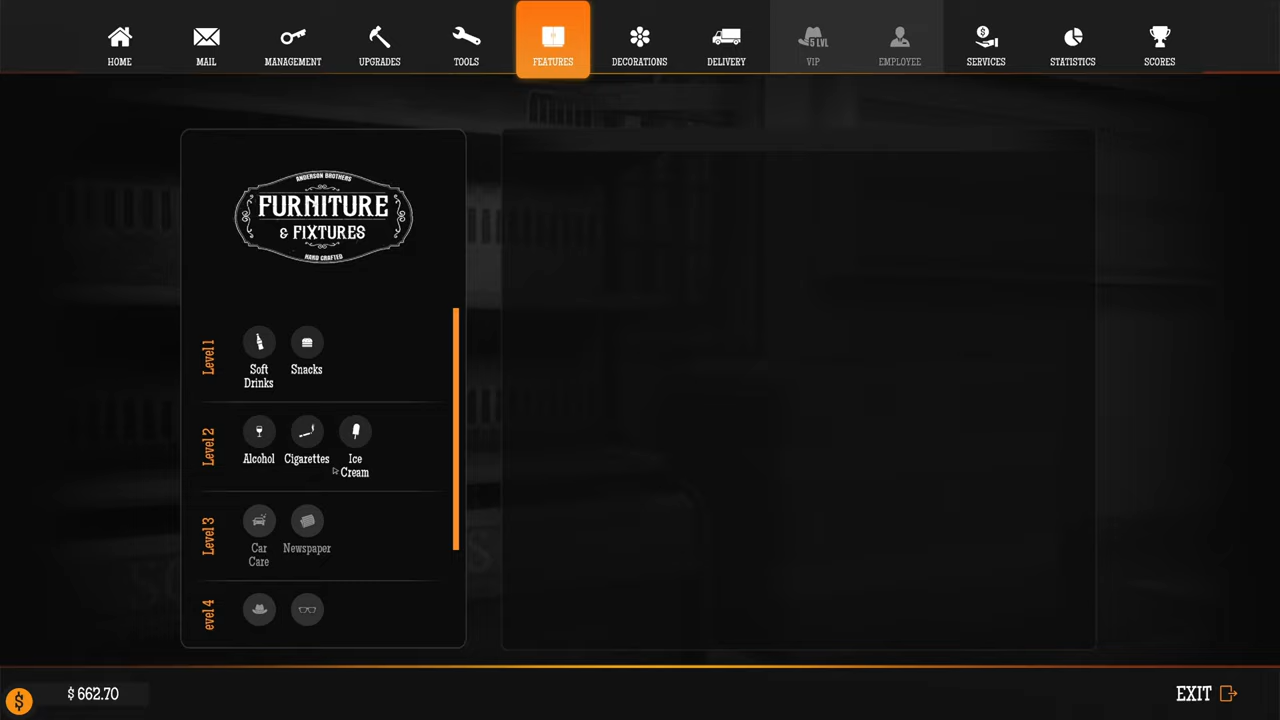 HOME MAIL MANAGEMENT UPGRADES TOOLS FEATURES DECORATIONS DELIVERY 5 LVL VIP EMPLOYEE SERVICES STATISTICS SCORES
ANDERSON BROTHERS
FURNITURE
& FIXTURES
HARD CRAFTED
Level 1
Soft Drinks
Snacks
Level 2
Alcohol
Cigarettes
Ice Cream
Level 3
Car Care
Newspaper
evel 4
$ 662.70
EXIT